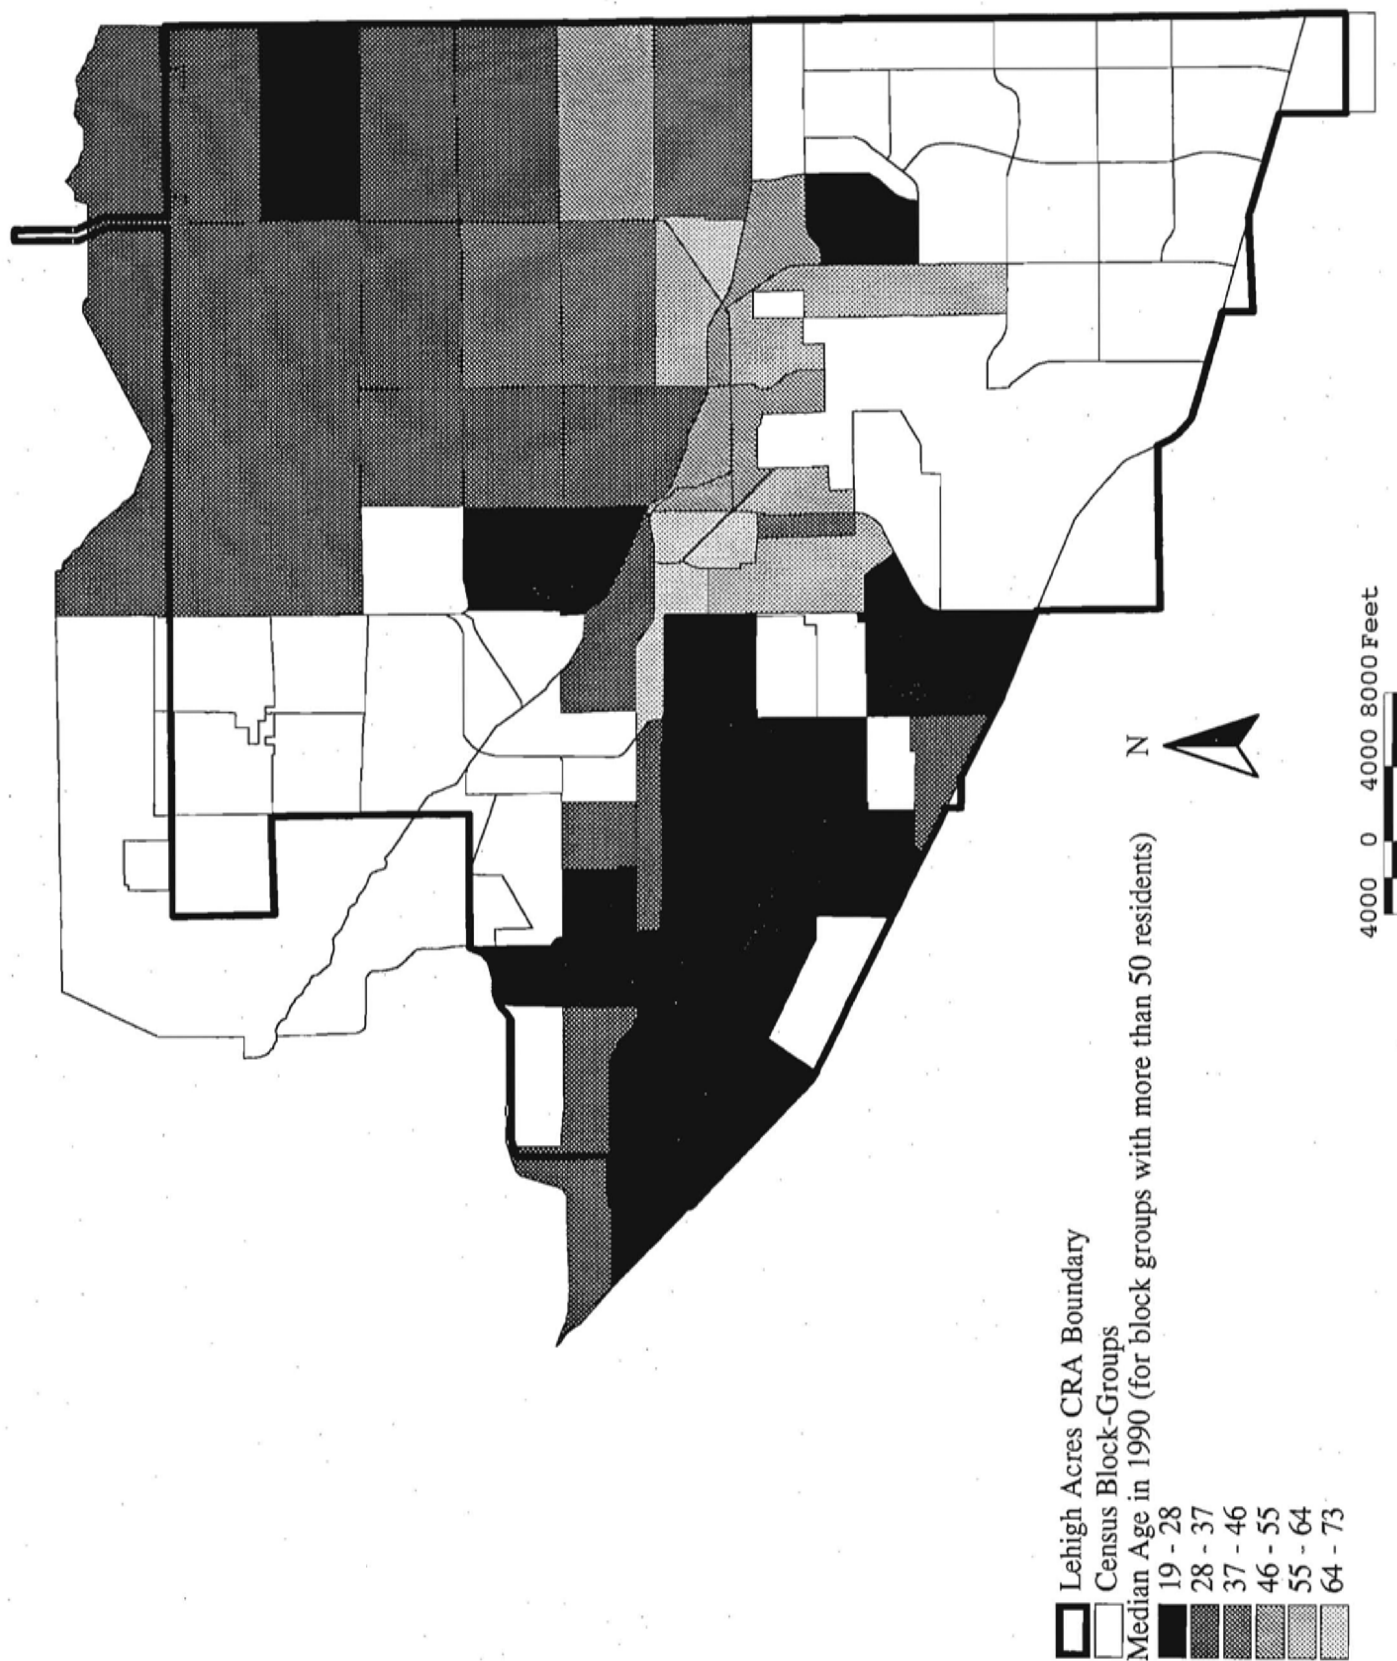 N
Lehigh Acres CRA Boundary
Census Block-Groups
Median Age in 1990 (for block groups with more than 50 residents)
19 - 28
28 - 37
37 - 46
46 - 55
55 - 64
64 - 73
4000 0 4000 8000 Feet